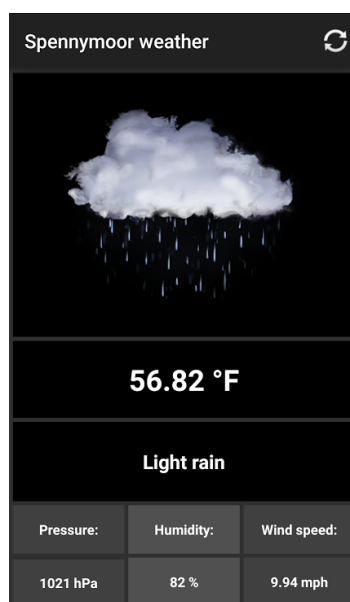 Spennymoor weather
56.82 °F
Light rain
Pressure: Humidity: Wind speed:
1021 hPa 82 % 9.94 mph